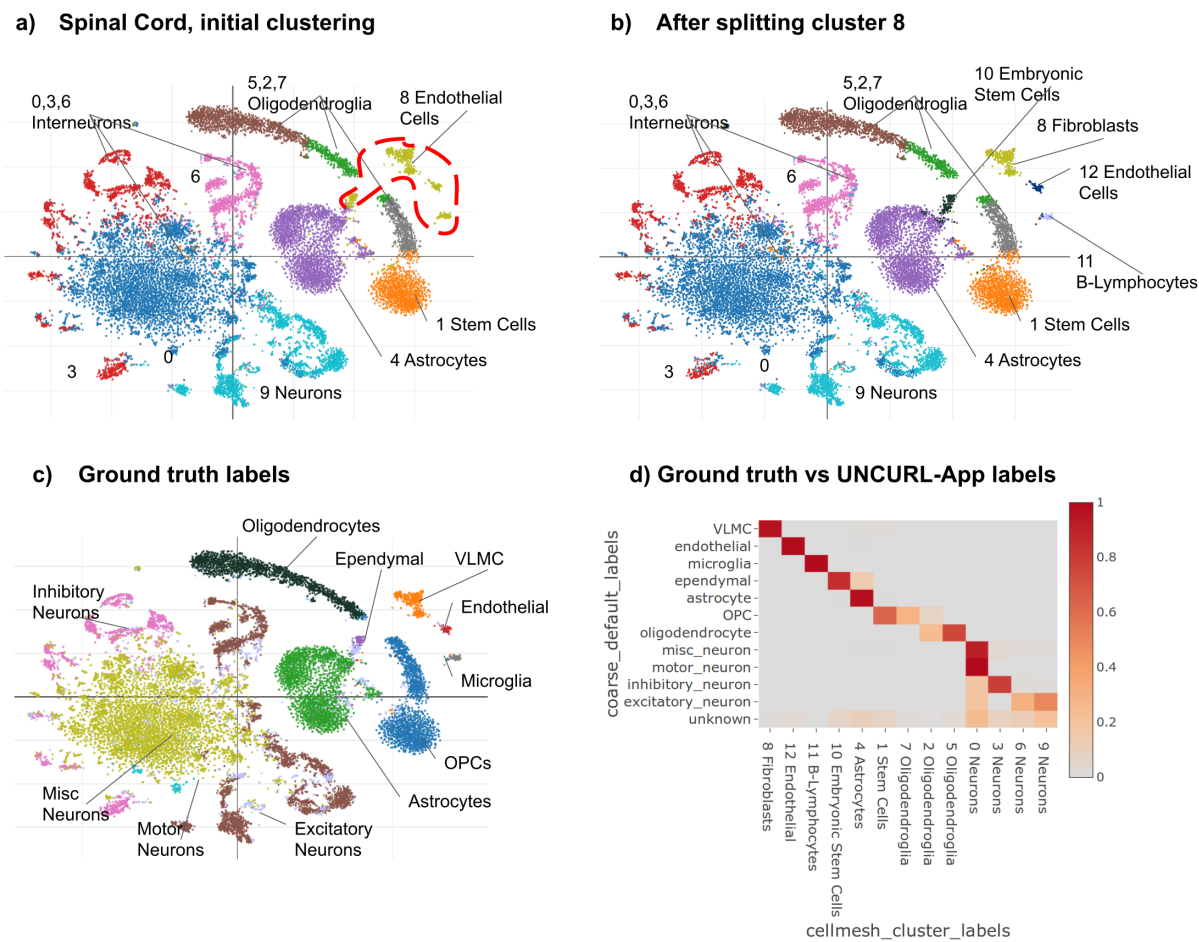 a) Spinal Cord, initial clustering
0,3,6
Interneurons
5,2,7
Oligodendroglia
8 Endothelial
Cells
6
1 Stem Cells
4 Astrocytes
0
3
9 Neurons
b) After splitting cluster 8
0,3,6
Interneurons
5,2,7
Oligodendroglia
10 Embryonic
Stem Cells
8 Fibroblasts
12 Endothelial
Cells
6
11
B-Lymphocytes
1 Stem Cells
4 Astrocytes
0
3
9 Neurons
c) Ground truth labels
Oligodendrocytes
Ependymal
VLMC
Inhibitory
Neurons
Endothelial
Microglia
OPCs
Misc
Neurons
Astrocytes
Motor
Neurons
Excitatory
Neurons
d) Ground truth vs UNCURL-App labels
coarse_default_labels
VLMC
endothelial
microglia
ependymal
astrocyte
OPC
oligodendrocyte
misc_neuron
motor_neuron
inhibitory_neuron
excitatory_neuron
unknown
8 Fibroblasts
12 Endothelial
11 B-Lymphocytes
10 Embryonic Stem Cells
4 Astrocytes
1 Stem Cells
7 Oligodendroglia
2 Oligodendroglia
5 Oligodendroglia
0 Neurons
3 Neurons
6 Neurons
9 Neurons
cellmesh_cluster_labels
1
0.8
0.6
0.4
0.2
0